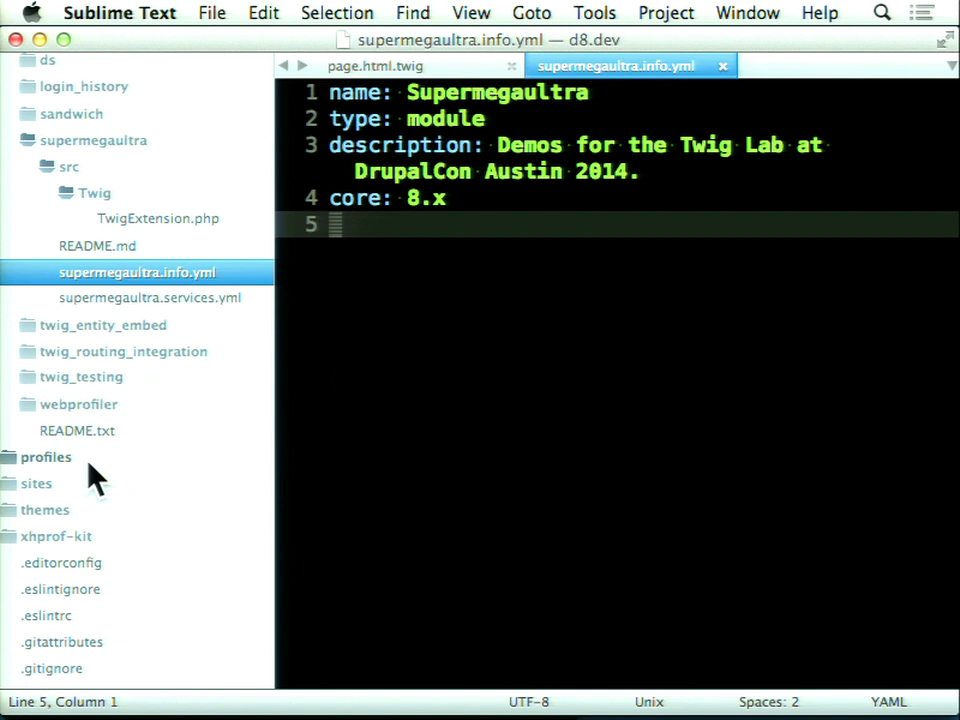 Sublime Text File Edit Selection Find View Goto Tools Project Window Help
supermegaultra.info.yml — d8.dev
ds
login_history
sandwich
supermegaultra
src
Twig
TwigExtension.php
README.md
supermegaultra.info.yml
supermegaultra.services.yml
twig_entity_embed
twig_routing_integration
twig_testing
webprofiler
README.txt
profiles
sites
themes
xhprof-kit
.editorconfig
.eslintignore
.eslintrc
.gitattributes
.gitignore
page.html.twig × supermegaultra.info.yml ×
1 name: Supermegaultra
2 type: module
3 description: Demos for the Twig Lab at
DrupalCon Austin 2014.
4 core: 8.x
5
Line 5, Column 1 UTF-8 Unix Spaces: 2 YAML